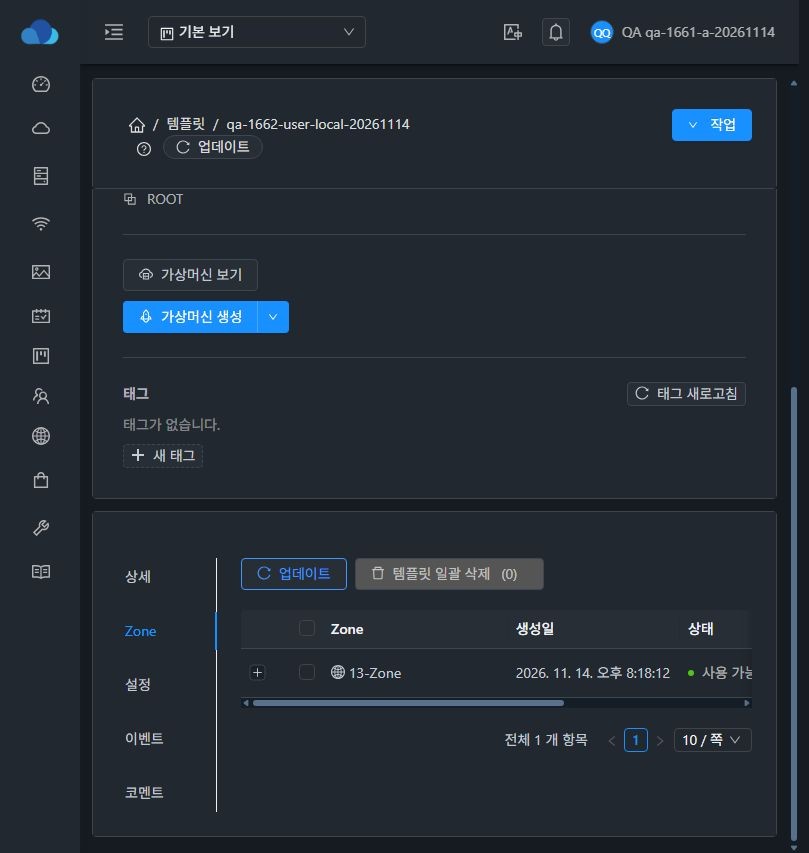 기본 보기
QQ QA qa-1661-a-20261114
/ 템플릿 / qa-1662-user-local-20261114
업데이트
작업
ROOT
가상머신 보기
가상머신 생성
태그
태그 새로고침
태그가 없습니다.
+ 새 태그
상세
Zone
설정
이벤트
코멘트
업데이트
템플릿 일괄 삭제 (0)
Zone 생성일 상태
13-Zone 2026. 11. 14. 오후 8:18:12 사용 가능
전체 1 개 항목 < 1 > 10 / 쪽